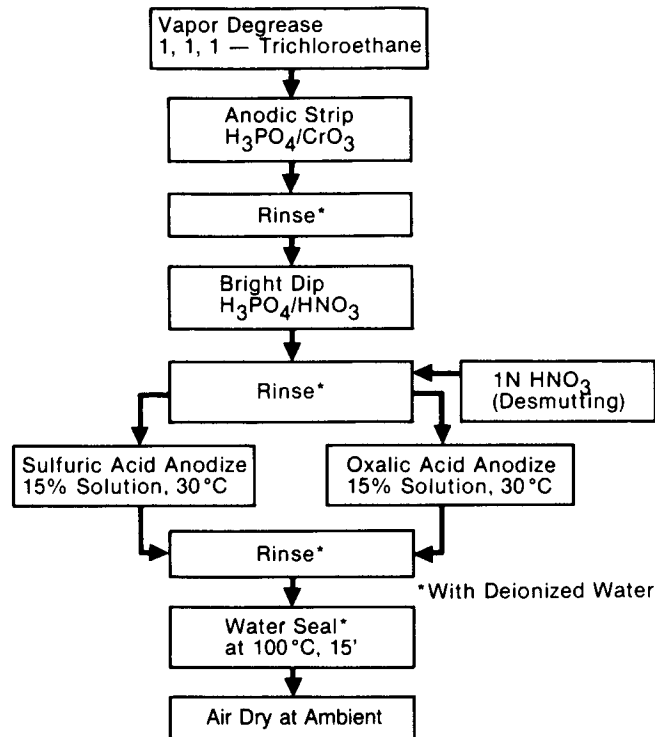 Vapor Degrease
1, 1, 1 — Trichloroethane
Anodic Strip
H₃PO₄/CrO₃
Rinse*
Bright Dip
H₃PO₄/HNO₃
Rinse*
1N HNO₃
(Desmutting)
Sulfuric Acid Anodize
15% Solution, 30°C
Oxalic Acid Anodize
15% Solution, 30°C
Rinse*
*With Deionized Water
Water Seal*
at 100°C, 15'
Air Dry at Ambient